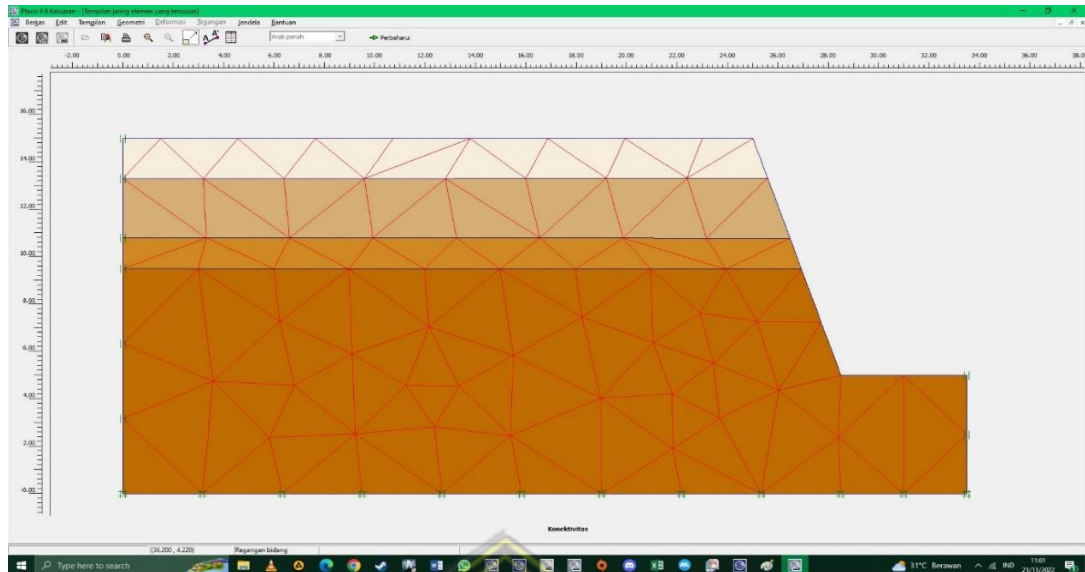 Plaxis 8.6 Keluaran - [Tampilan jaring elemen yang tersusun]
Berkas Edit Tampilan Geometri Deformasi Tegangan Jendela Bantuan
Anak panah Perbaharui
-2.00 0.00 2.00 4.00 6.00 8.00 10.00 12.00 14.00 16.00 18.00 20.00 22.00 24.00 26.00 28.00 30.00 32.00 34.00 36.00 38.0
16.00
14.00
12.00
10.00
8.00
6.00
4.00
2.00
-0.00
Konektivitas
(36.200 , 4.220) Regangan bidang
Type here to search 31°C Berawan IND 11:01
21/11/2022